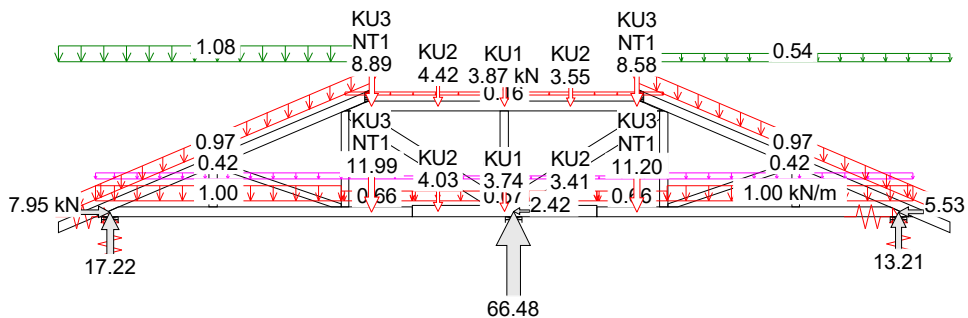 1.08
0.54
KU3
NT1
8.89
KU2
4.42
KU1
3.87 kN
KU2
3.55
KU3
NT1
8.58
0.97
0.42
1.00
KU3
NT1
11.99
0.66
KU2
4.03
KU1
3.74
KU2
3.41
KU3
NT1
11.20
0.97
0.42
1.00 kN/m
7.95 kN
2.42
5.53
17.22
13.21
66.48